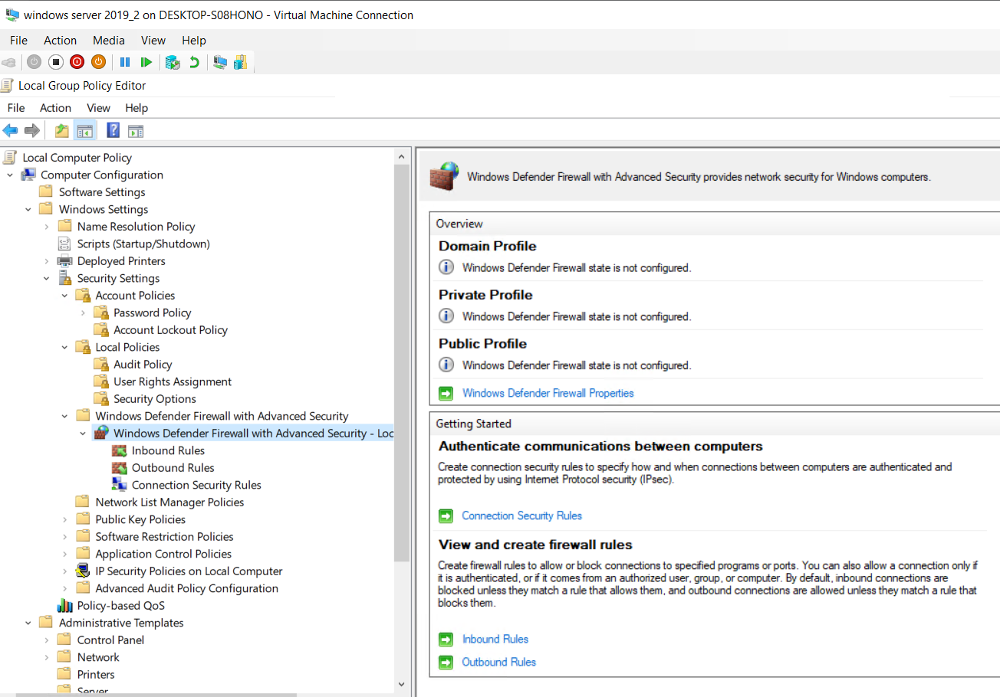 windows server 2019_2 on DESKTOP-S08HONO - Virtual Machine Connection
File Action Media View Help
Local Group Policy Editor
File Action View Help
Local Computer Policy
Computer Configuration
Software Settings
Windows Settings
Name Resolution Policy
Scripts (Startup/Shutdown)
Deployed Printers
Security Settings
Account Policies
Password Policy
Account Lockout Policy
Local Policies
Audit Policy
User Rights Assignment
Security Options
Windows Defender Firewall with Advanced Security
Windows Defender Firewall with Advanced Security - Loc
Inbound Rules
Outbound Rules
Connection Security Rules
Network List Manager Policies
Public Key Policies
Software Restriction Policies
Application Control Policies
IP Security Policies on Local Computer
Advanced Audit Policy Configuration
Policy-based QoS
Administrative Templates
Control Panel
Network
Printers
Server
Windows Defender Firewall with Advanced Security provides network security for Windows computers.
Overview
Domain Profile
Windows Defender Firewall state is not configured.
Private Profile
Windows Defender Firewall state is not configured.
Public Profile
Windows Defender Firewall state is not configured.
Windows Defender Firewall Properties
Getting Started
Authenticate communications between computers
Create connection security rules to specify how and when connections between computers are authenticated and
protected by using Internet Protocol security (IPsec).
Connection Security Rules
View and create firewall rules
Create firewall rules to allow or block connections to specified programs or ports. You can also allow a connection only if
it is authenticated, or if it comes from an authorized user, group, or computer. By default, inbound connections are
blocked unless they match a rule that allows them, and outbound connections are allowed unless they match a rule that
blocks them.
Inbound Rules
Outbound Rules